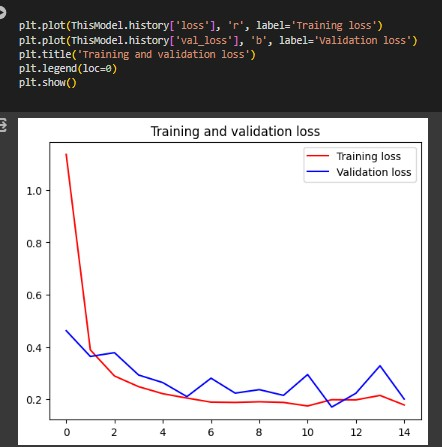 plt.plot(ThisModel.history['loss'], 'r', label='Training loss')
plt.plot(ThisModel.history['val_loss'], 'b', label='Validation loss')
plt.title('Training and validation loss')
plt.legend(loc=0)
plt.show()
Training and validation loss
Training loss
Validation loss
1.0
0.8
0.6
0.4
0.2
0 2 4 6 8 10 12 14